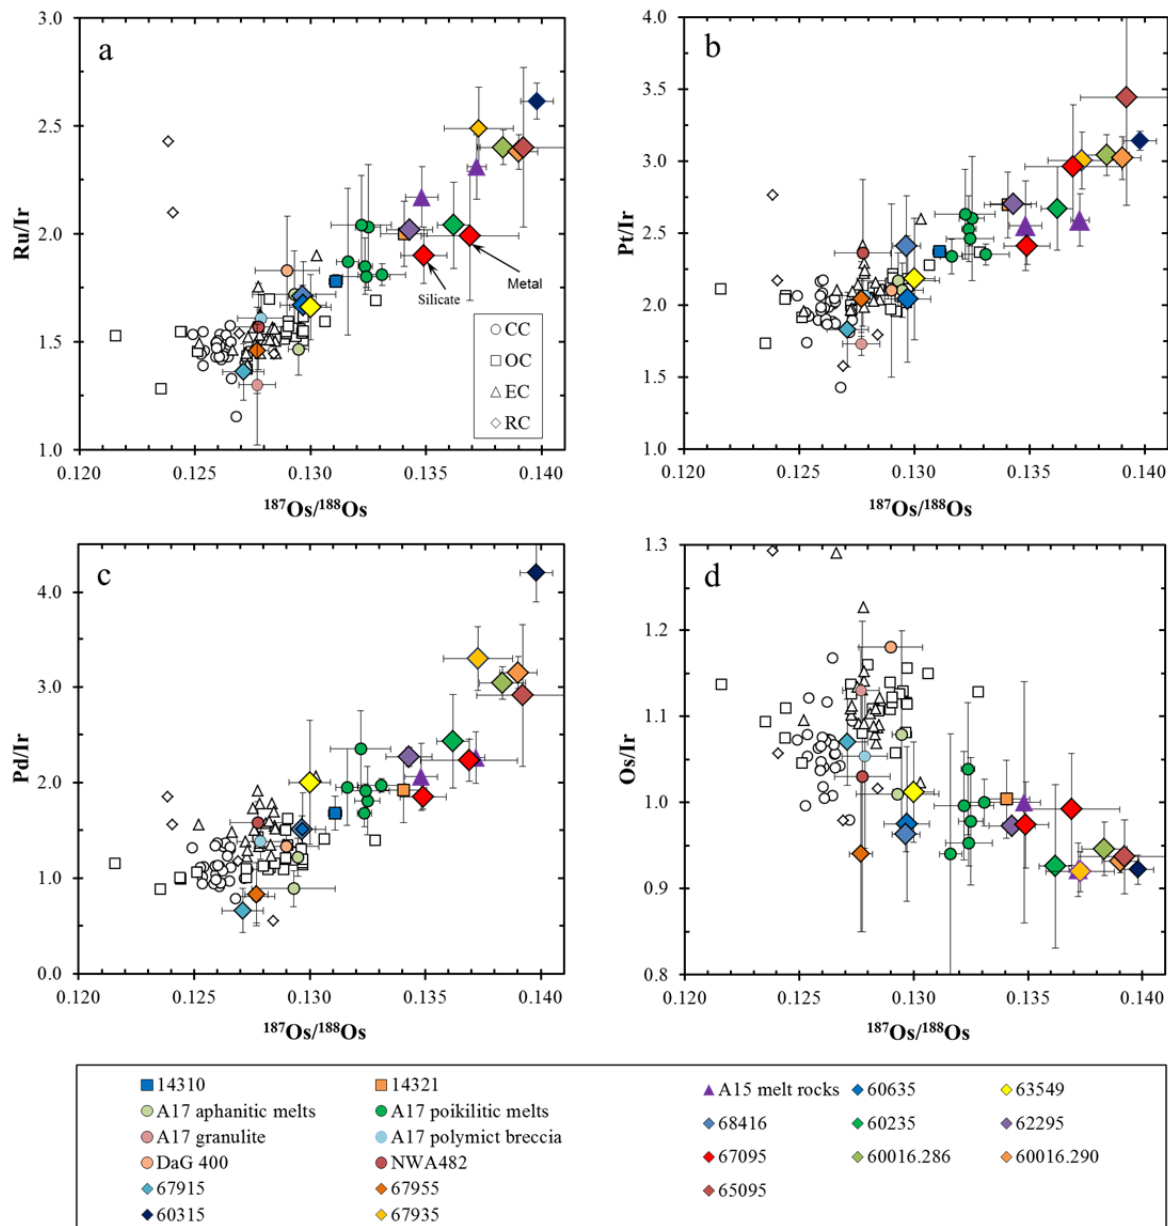 a
3.0
2.5
2.0
1.5
1.0
Ru/Ir
0.120 0.125 0.130 0.135 0.140
187Os/188Os
Silicate
Metal
CC
OC
EC
RC
b
4.0
3.5
3.0
2.5
2.0
1.5
1.0
Pt/Ir
0.120 0.125 0.130 0.135 0.140
187Os/188Os
c
4.0
3.0
2.0
1.0
0.0
Pd/Ir
0.120 0.125 0.130 0.135 0.140
187Os/188Os
d
1.3
1.2
1.1
1.0
0.9
0.8
Os/Ir
0.120 0.125 0.130 0.135 0.140
187Os/188Os
14310 14321 A15 melt rocks 60635 63549
A17 aphanitic melts A17 poikilitic melts 68416 60235 62295
A17 granulite A17 polymict breccia 67095 60016.286 60016.290
DaG 400 NWA482 65095
67915 67955
60315 67935